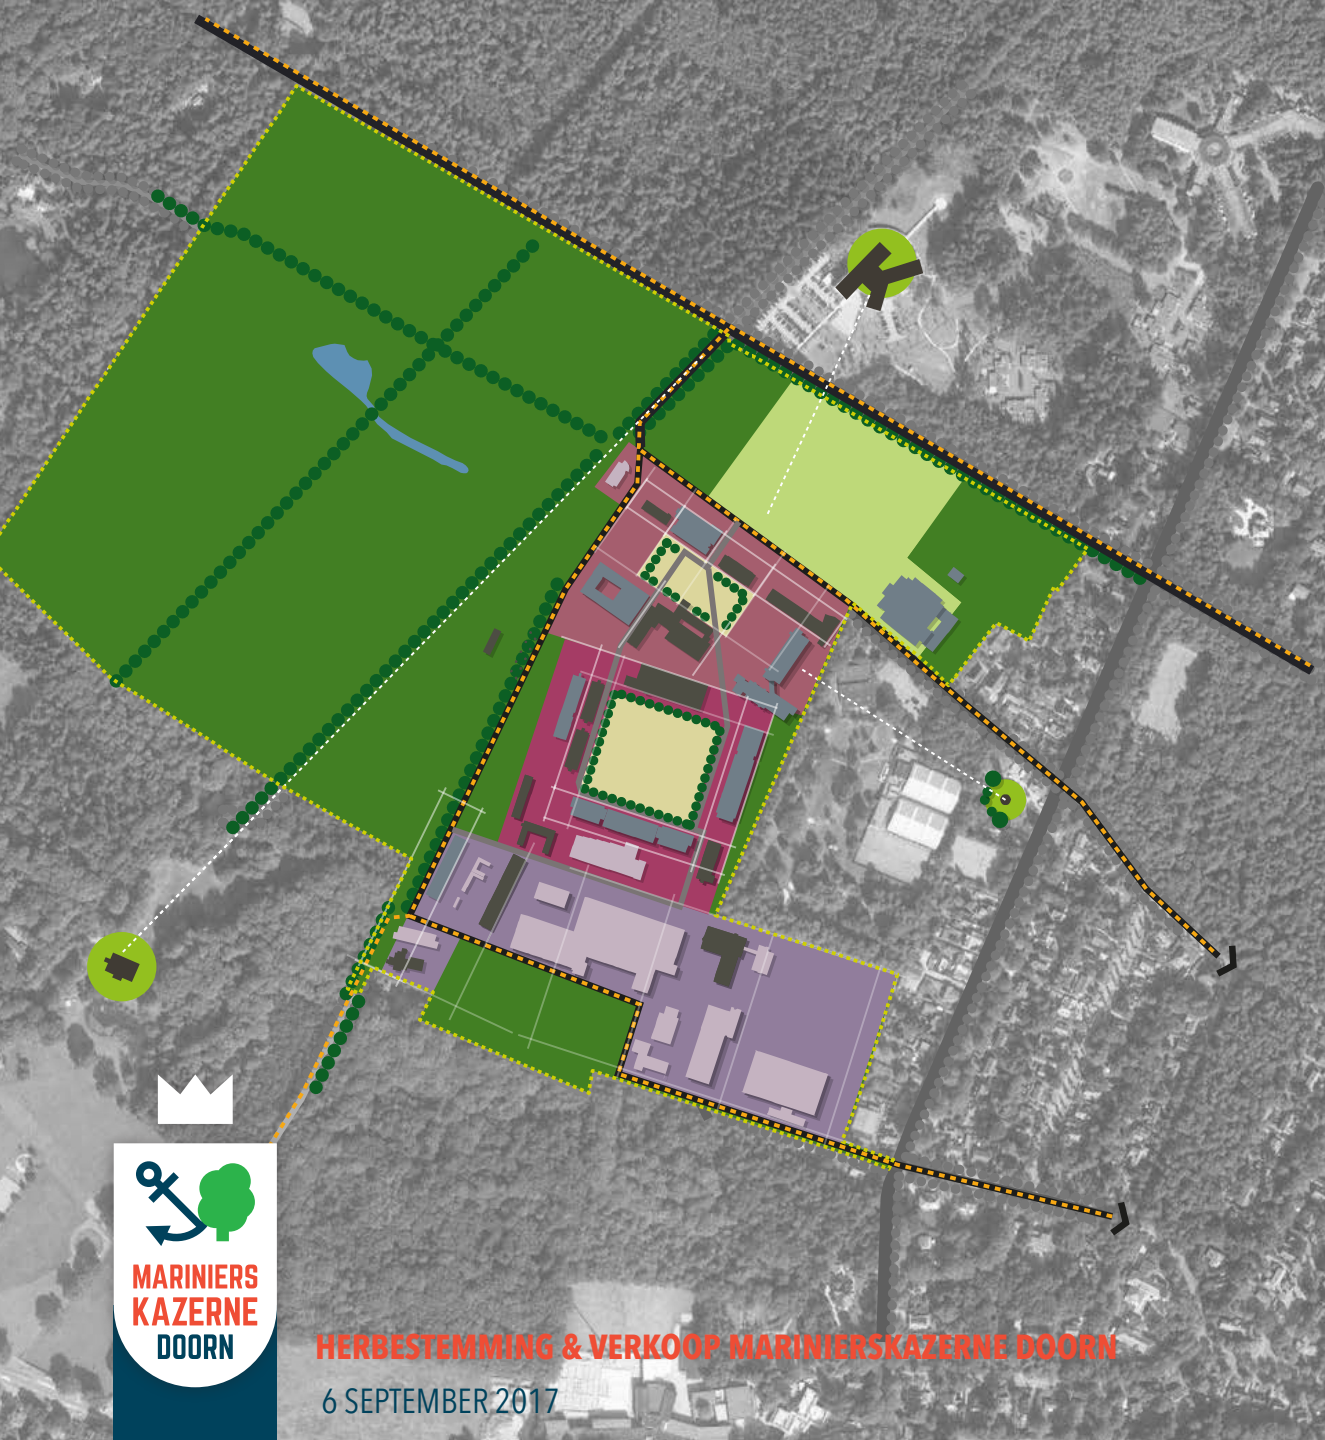 MARINIERS
KAZERNE
DOORN
HERBESTEMMING & VERKOOP MARINIERSKAZERNE DOORN
6 SEPTEMBER 2017